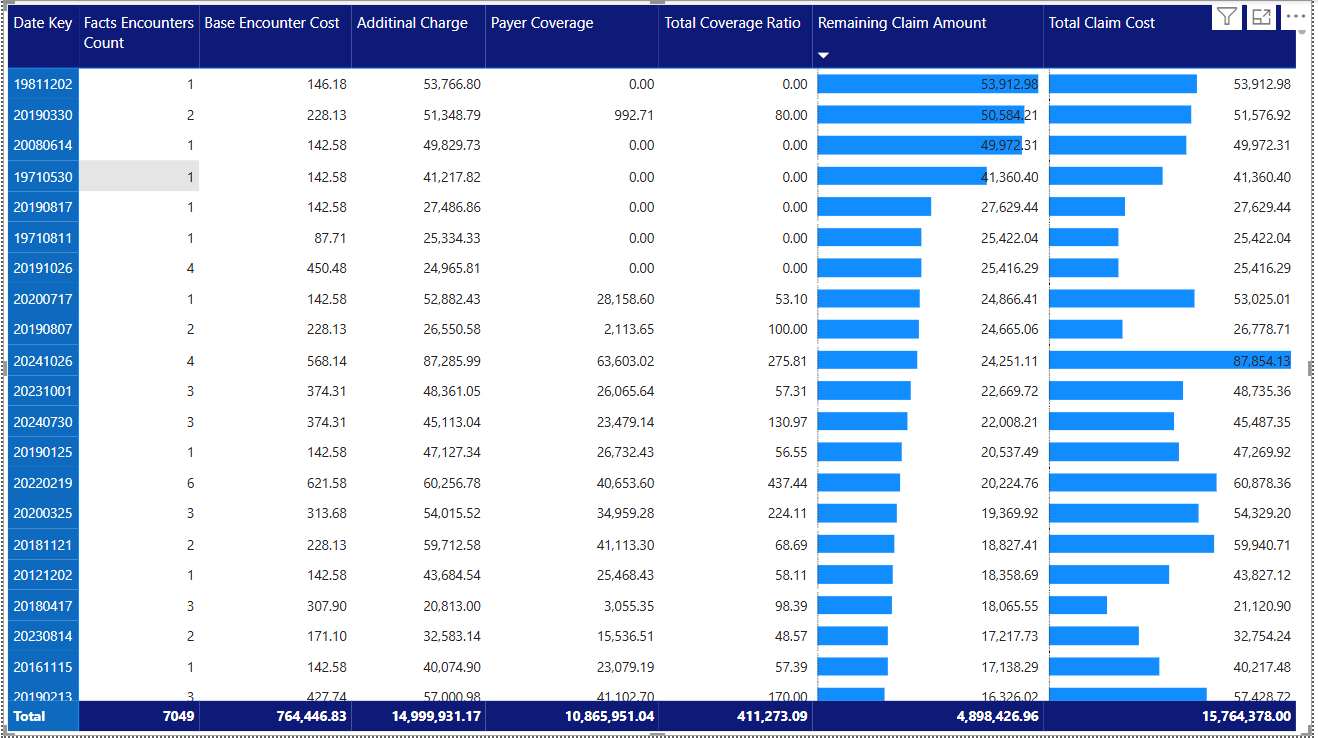 Date Key Facts Encounters Count Base Encounter Cost Additinal Charge Payer Coverage Total Coverage Ratio Remaining Claim Amount Total Claim Cost
19811202 1 146.18 53,766.80 0.00 0.00 53,912.98 53,912.98
20190330 2 228.13 51,348.79 992.71 80.00 50,584.21 51,576.92
20080614 1 142.58 49,829.73 0.00 0.00 49,972.31 49,972.31
19710530 1 142.58 41,217.82 0.00 0.00 41,360.40 41,360.40
20190817 1 142.58 27,486.86 0.00 0.00 27,629.44 27,629.44
19710811 1 87.71 25,334.33 0.00 0.00 25,422.04 25,422.04
20191026 4 450.48 24,965.81 0.00 0.00 25,416.29 25,416.29
20200717 1 142.58 52,882.43 28,158.60 53.10 24,866.41 53,025.01
20190807 2 228.13 26,550.58 2,113.65 100.00 24,665.06 26,778.71
20241026 4 568.14 87,285.99 63,603.02 275.81 24,251.11 87,854.13
20231001 3 374.31 48,361.05 26,065.64 57.31 22,669.72 48,735.36
20240730 3 374.31 45,113.04 23,479.14 130.97 22,008.21 45,487.35
20190125 1 142.58 47,127.34 26,732.43 56.55 20,537.49 47,269.92
20220219 6 621.58 60,256.78 40,653.60 437.44 20,224.76 60,878.36
20200325 3 313.68 54,015.52 34,959.28 224.11 19,369.92 54,329.20
20181121 2 228.13 59,712.58 41,113.30 68.69 18,827.41 59,940.71
20121202 1 142.58 43,684.54 25,468.43 58.11 18,358.69 43,827.12
20180417 3 307.90 20,813.00 3,055.35 98.39 18,065.55 21,120.90
20230814 2 171.10 32,583.14 15,536.51 48.57 17,217.73 32,754.24
20161115 1 142.58 40,074.90 23,079.19 57.39 17,138.29 40,217.48
20190213 3 427.74 57,000.98 41,102.70 170.00 16,326.02 57,428.72
Total 7049 764,446.83 14,999,931.17 10,865,951.04 411,273.09 4,898,426.96 15,764,378.00